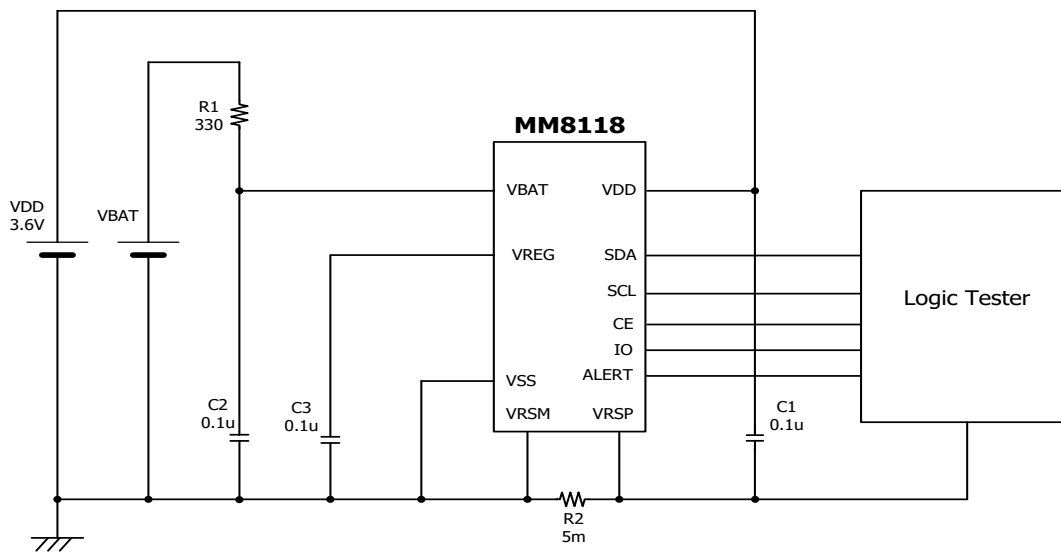 R1
330
MM8118
VDD
3.6V
VBAT
VBAT
VDD
VREG
SDA
SCL
CE
IO
ALERT
VSS
VRSM
VRSP
Logic Tester
C2
0.1u
C3
0.1u
C1
0.1u
R2
5m